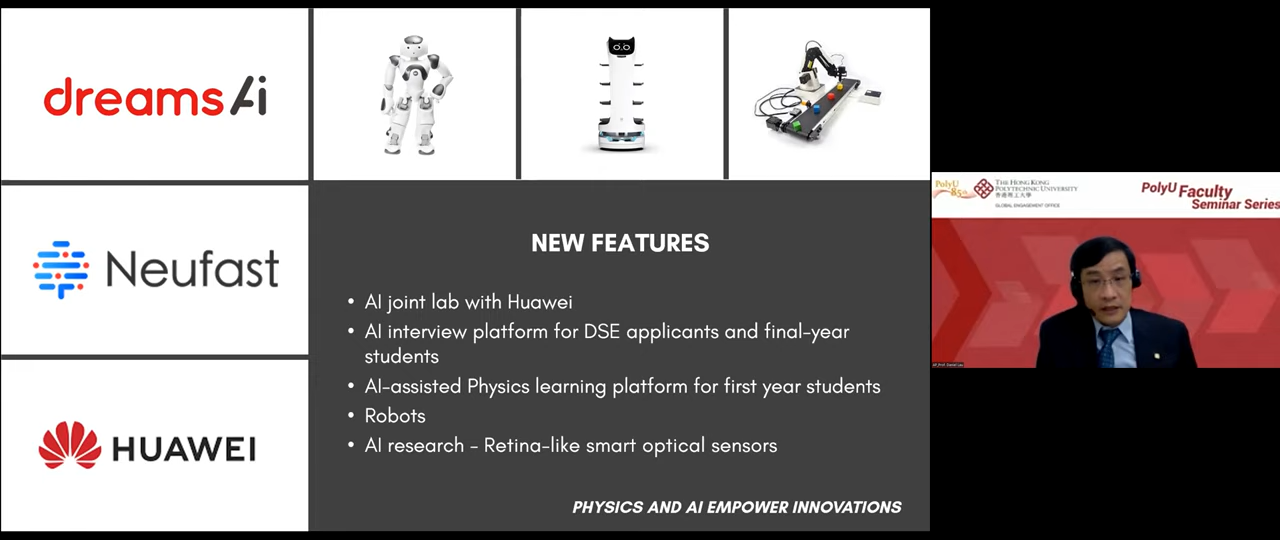 dreamsAi
Neufast
HUAWEI
NEW FEATURES
• AI joint lab with Huawei
• AI interview platform for DSE applicants and final-year
students
• AI-assisted Physics learning platform for first year students
• Robots
• AI research - Retina-like smart optical sensors
PHYSICS AND AI EMPOWER INNOVATIONS
PolyU
85
THE HONG KONG
POLYTECHNIC UNIVERSITY
香港理工大學
GLOBAL ENGAGEMENT OFFICE
PolyU Faculty
Seminar Series